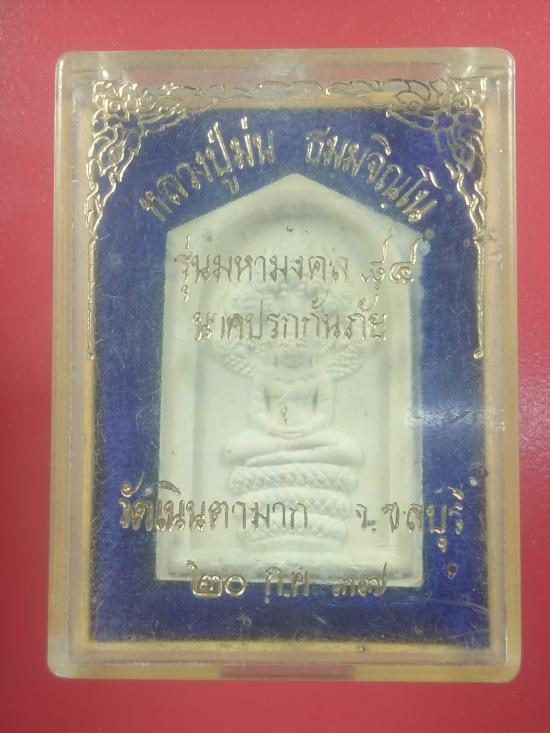 หลวงปู่ม่น ธมมจิณโณ
รุ่นมหามงคล ๘๔
นาคปรกกันภัย
วัดเนินตามาก จ.ชลบุรี
๒๐ ก.ค ๓๗